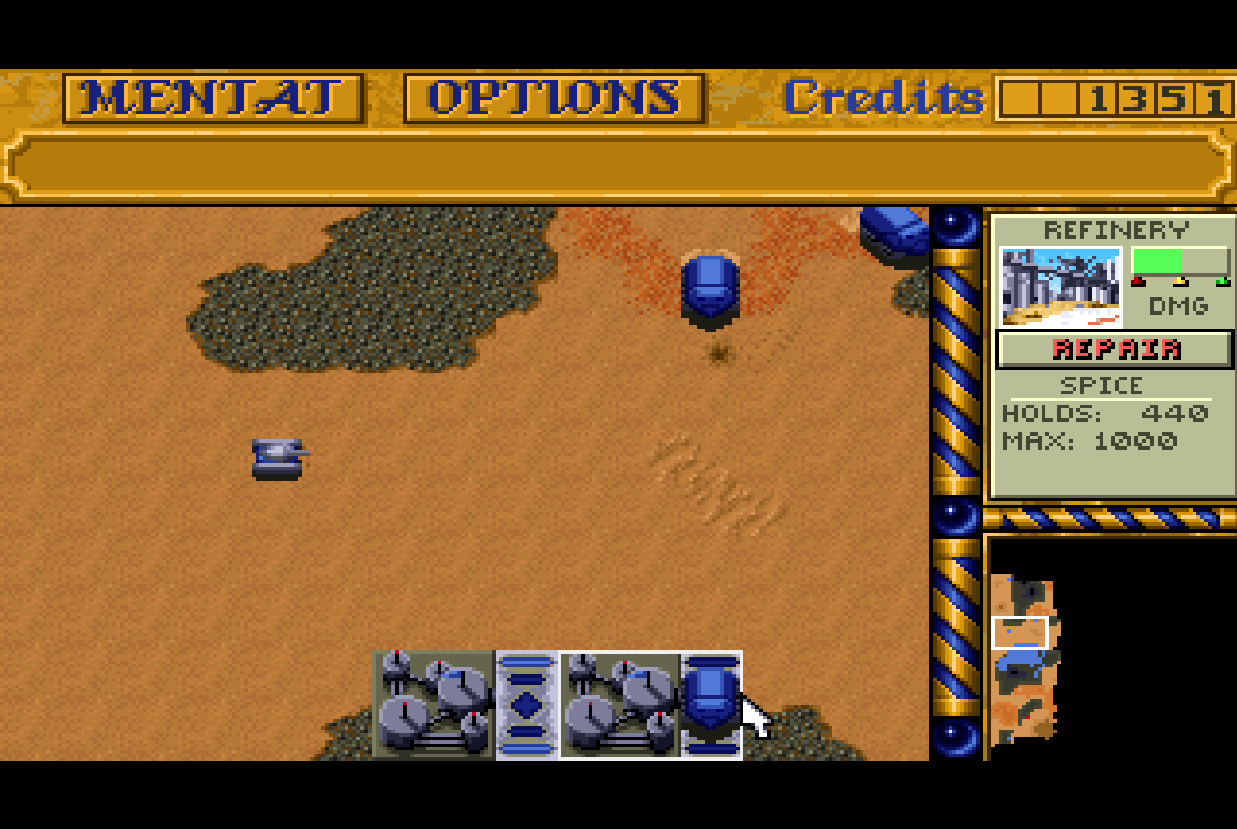 MENTAT OPTIONS Credits 1351
REFINERY
DMG
REPAIR
SPICE
HOLDS: 440
MAX: 1000